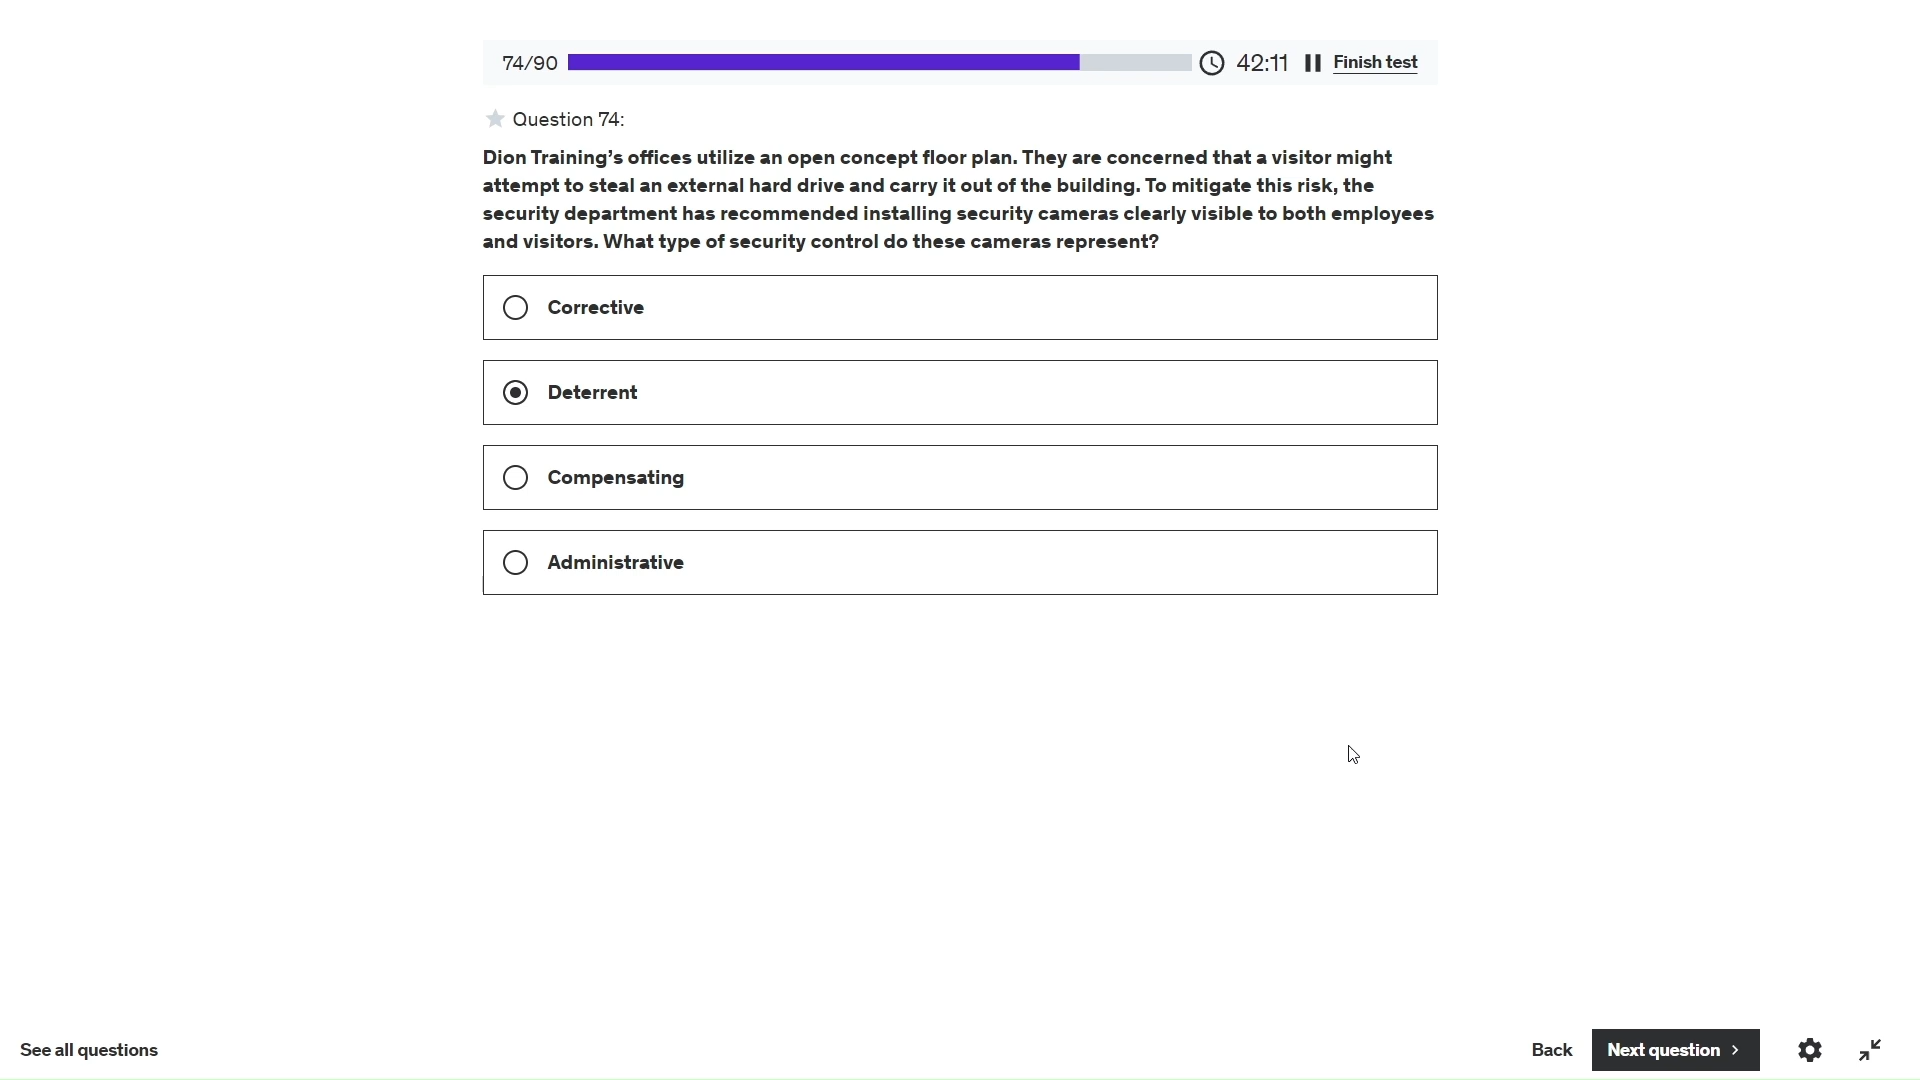 74/90 42:11 Finish test
Question 74:
Dion Training’s offices utilize an open concept floor plan. They are concerned that a visitor might
attempt to steal an external hard drive and carry it out of the building. To mitigate this risk, the
security department has recommended installing security cameras clearly visible to both employees
and visitors. What type of security control do these cameras represent?
Corrective
Deterrent
Compensating
Administrative
See all questions Back Next question